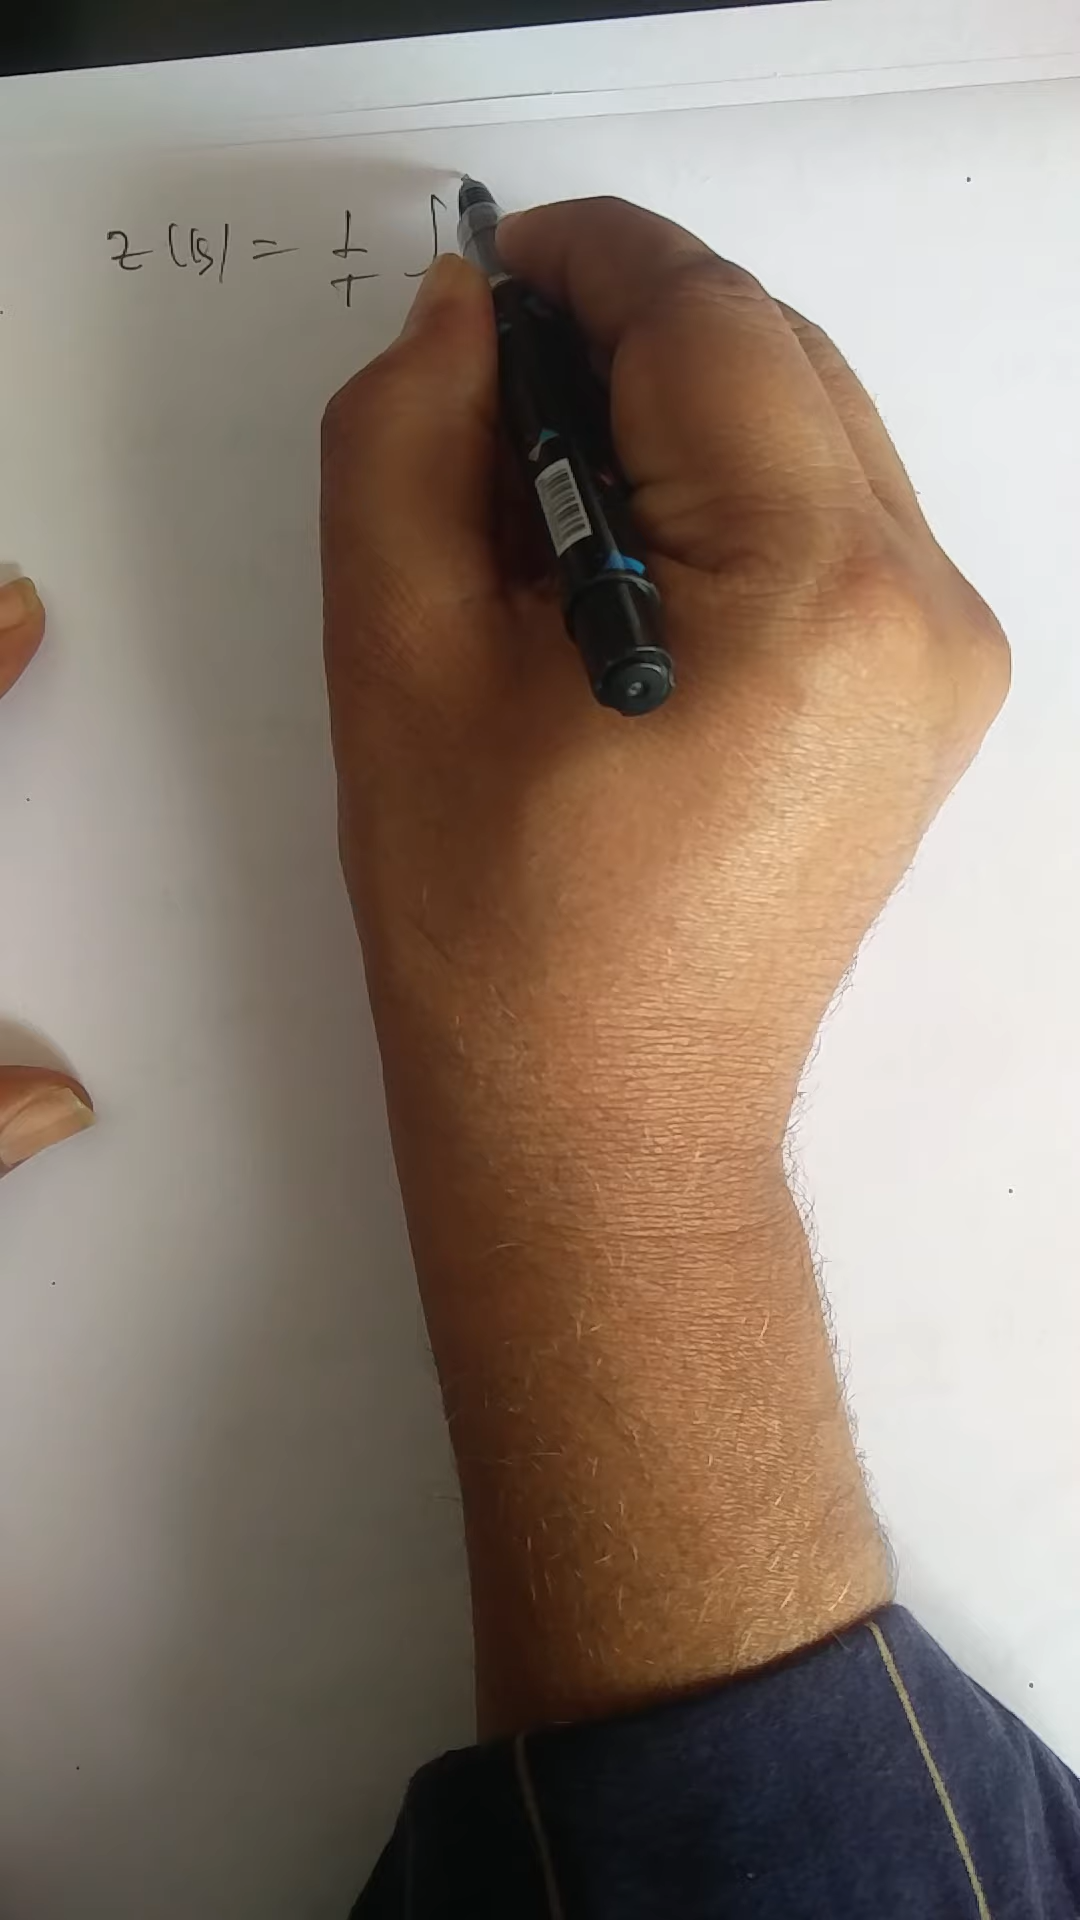 z(β) = 1/T ∫